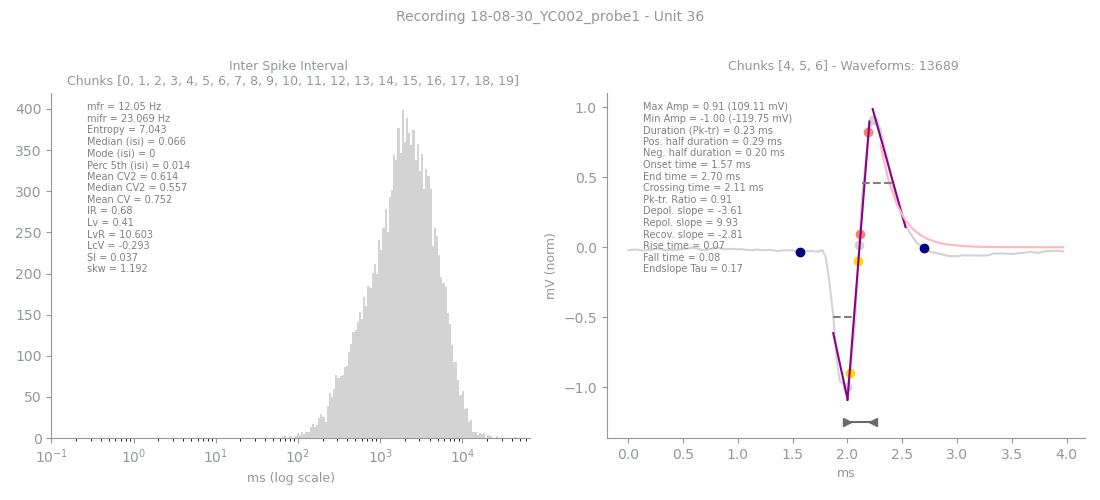 Recording 18-08-30_YC002_probe1 - Unit 36
Inter Spike Interval
Chunks [0, 1, 2, 3, 4, 5, 6, 7, 8, 9, 10, 11, 12, 13, 14, 15, 16, 17, 18, 19]
mfr = 12.05 Hz
mifr = 23.069 Hz
Entropy = 7.043
Median (isi) = 0.066
Mode (isi) = 0
Perc 5th (isi) = 0.014
Mean CV2 = 0.614
Median CV2 = 0.557
Mean CV = 0.752
IR = 0.68
Lv = 0.41
LvR = 10.603
LcV = -0.293
SI = 0.037
skw = 1.192
400
350
300
250
200
150
100
50
0
10⁻¹ 10⁰ 10¹ 10² 10³ 10⁴
ms (log scale)
Chunks [4, 5, 6] - Waveforms: 13689
Max Amp = 0.91 (109.11 mV)
Min Amp = -1.00 (-119.75 mV)
Duration (Pk-tr) = 0.23 ms
Pos. half duration = 0.29 ms
Neg. half duration = 0.20 ms
Onset time = 1.57 ms
End time = 2.70 ms
Crossing time = 2.11 ms
Pk-tr. Ratio = 0.91
Depol. slope = -3.61
Repol. slope = 9.93
Recov. slope = -2.81
Rise time = 0.07
Fall time = 0.08
Endslope Tau = 0.17
mV (norm)
1.0
0.5
0.0
−0.5
−1.0
0.0 0.5 1.0 1.5 2.0 2.5 3.0 3.5 4.0
ms